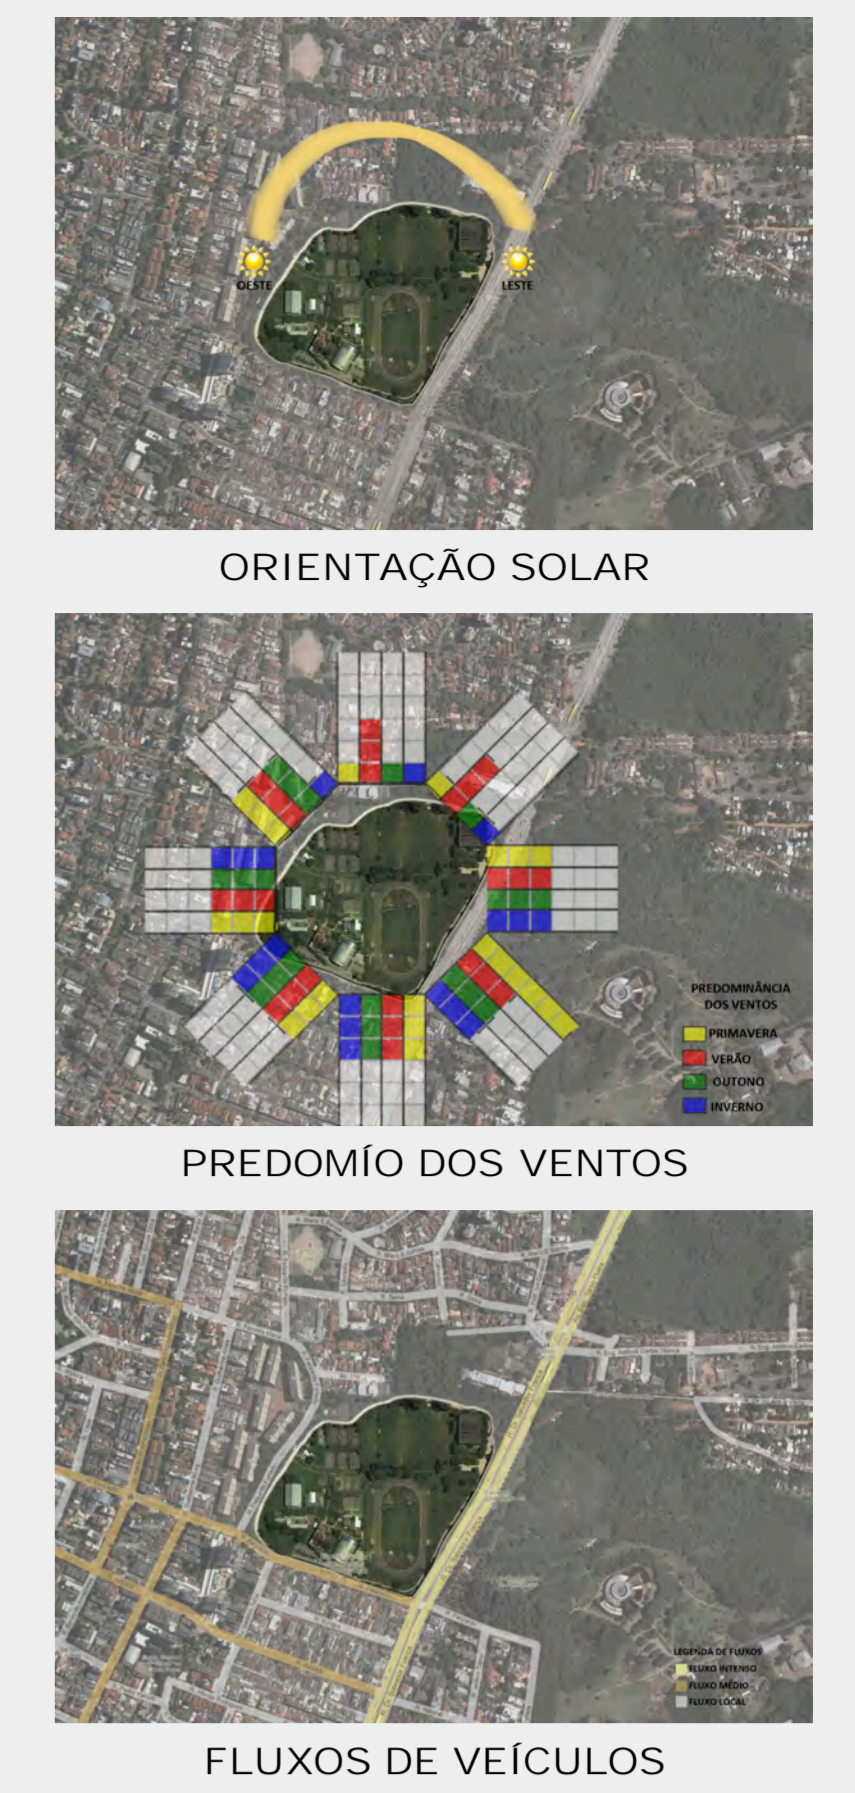 OESTE
LESTE
ORIENTAÇÃO SOLAR
PREDOMINÂNCIA
DOS VENTOS
PRIMAVERA
VERÃO
OUTONO
INVERNO
PREDOMÍO DOS VENTOS
LEGENDA DE FLUXOS
FLUXO INTENSO
FLUXO MÉDIO
FLUXO LOCAL
FLUXOS DE VEÍCULOS